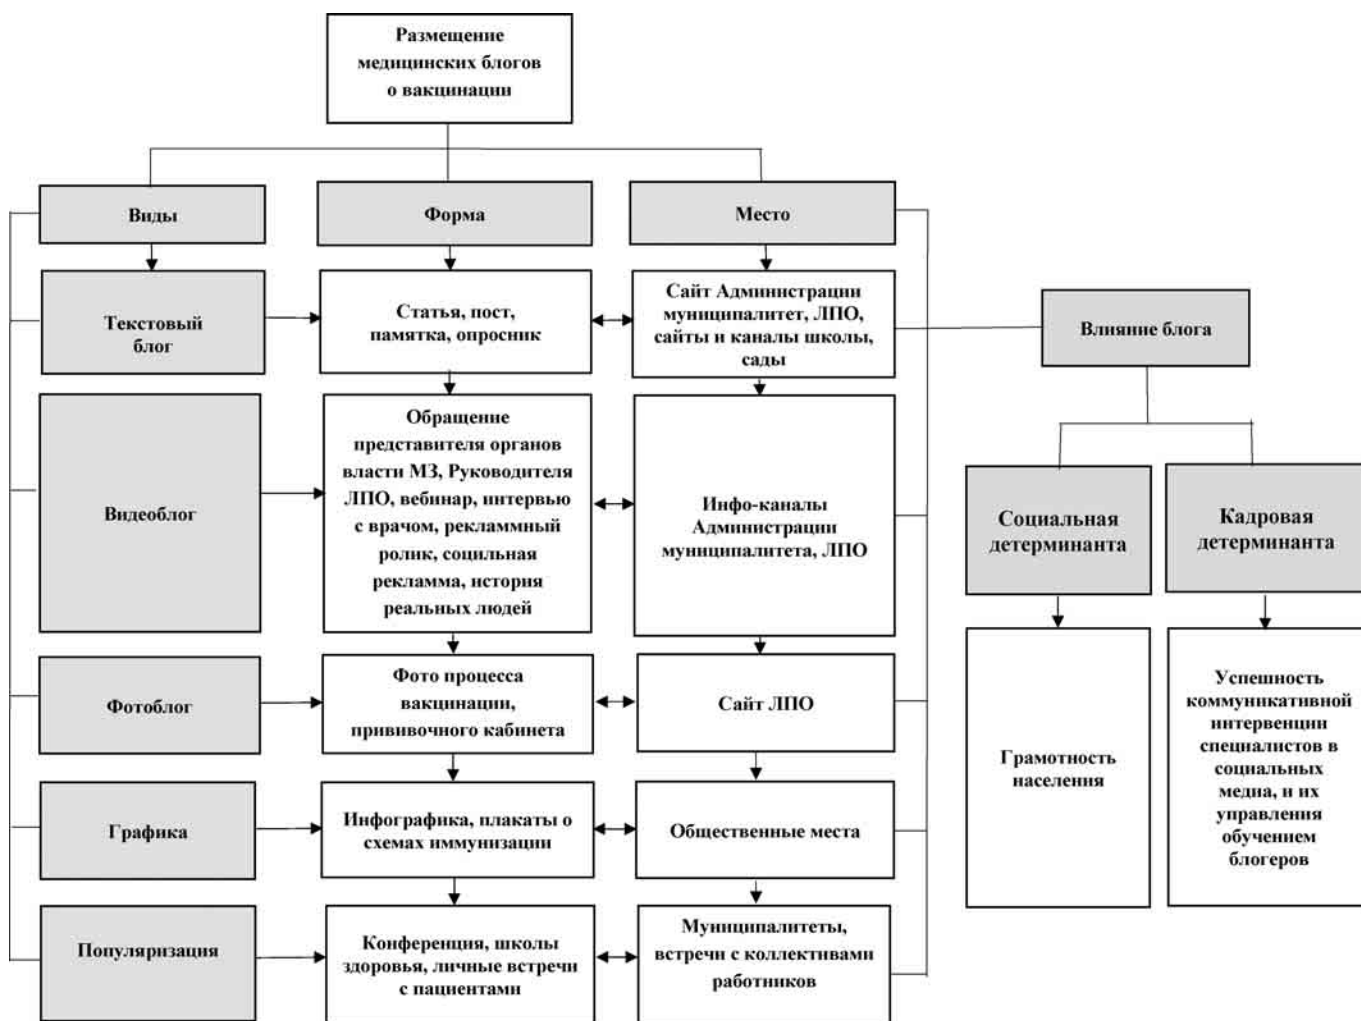 Размещение
медицинских блогов
о вакцинации
Виды
Форма
Место
Текстовый
блог
Статья, пост,
памятка, опросник
Сайт Администрации
муниципалитет, ЛПО,
сайты и каналы школы,
сады
Влияние блога
Видеоблог
Обращение
представителя органов
власти МЗ, Руководителя
ЛПО, вебинар, интервью
с врачом, рекламмный
ролик, социльная
рекламма, история
реальных людей
Инфо-каналы
Администрации
муниципалитета, ЛПО
Социальная
детерминанта
Кадровая
детерминанта
Фотоблог
Фото процесса
вакцинации,
прививочного кабинета
Сайт ЛПО
Грамотность
населения
Успешность
коммуникативной
интервенции
специалистов в
социальных
медиа, и их
управления
обучением
блогеров
Графика
Инфографика, плакаты о
схемах иммунизации
Общественные места
Популяризация
Конференция, школы
здоровья, личные встречи
с пациентами
Муниципалитеты,
встречи с коллективами
работников